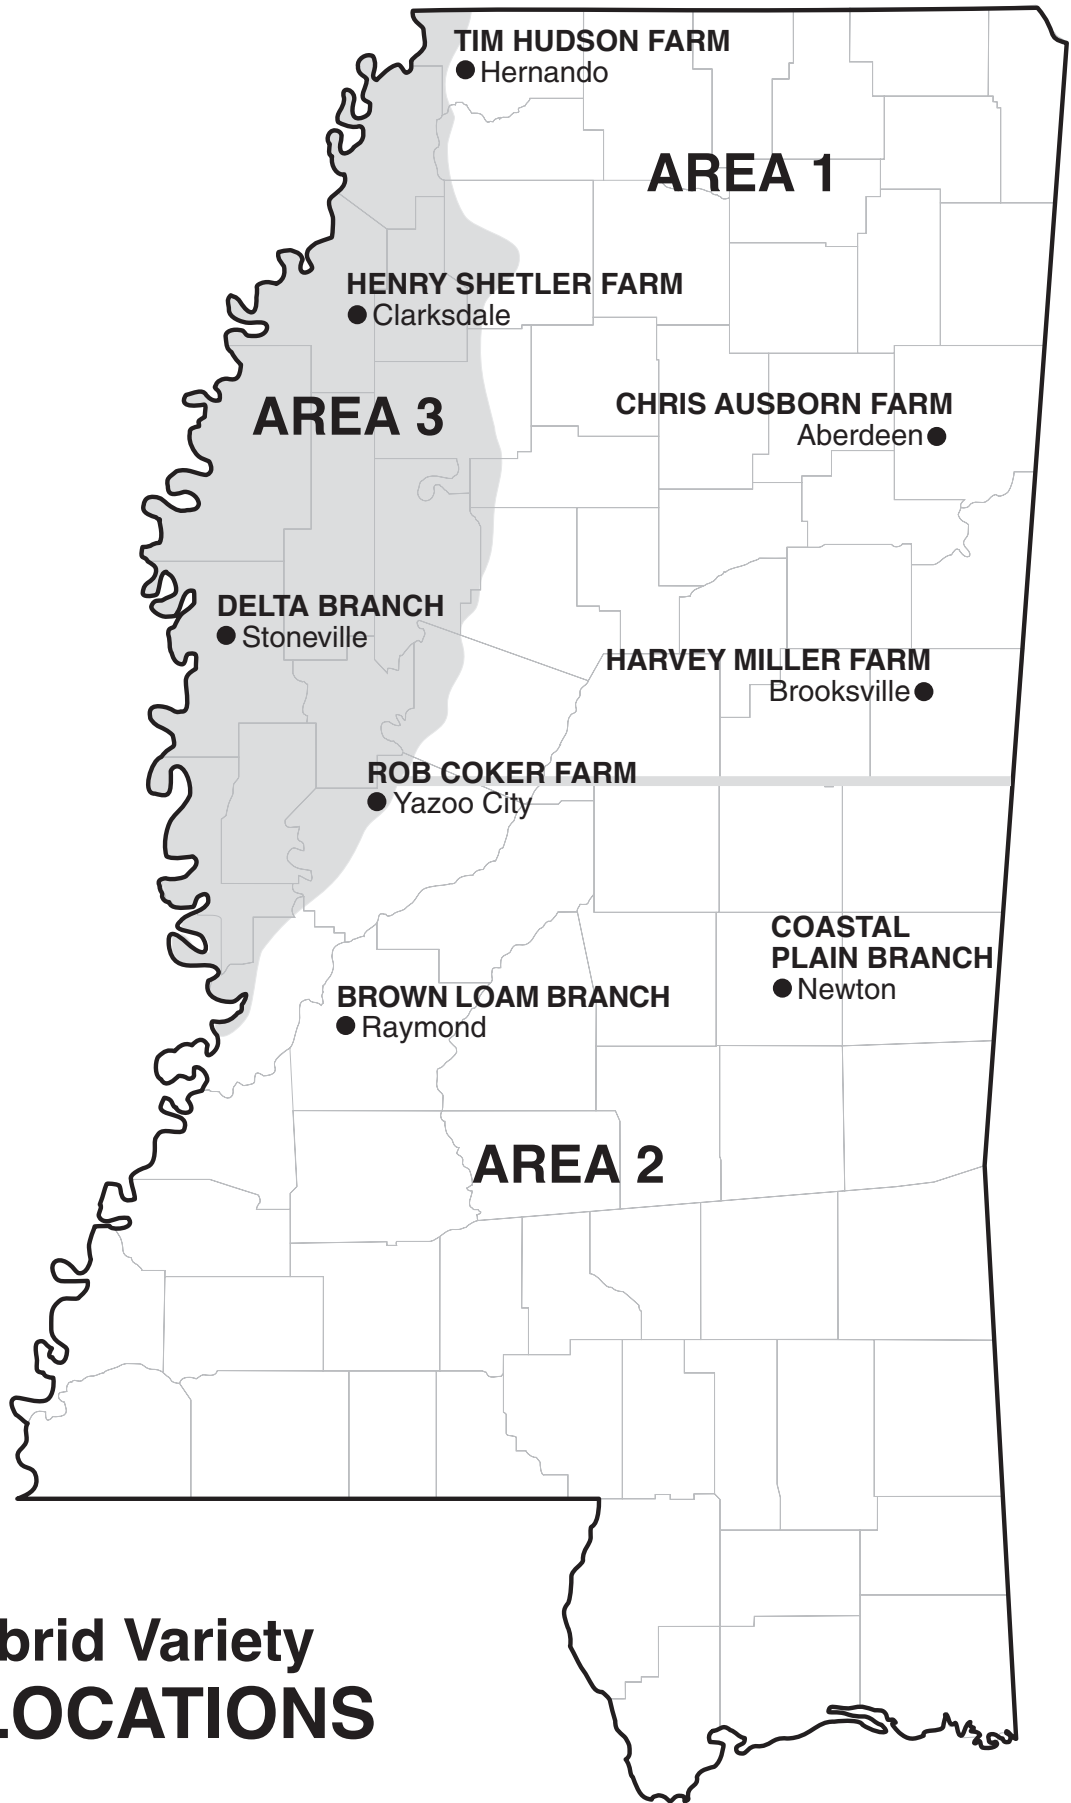 TIM HUDSON FARM
Hernando
AREA 1
HENRY SHETLER FARM
Clarksdale
CHRIS AUSBORN FARM
Aberdeen
AREA 3
DELTA BRANCH
Stoneville
HARVEY MILLER FARM
Brooksville
ROB COKER FARM
Yazoo City
COASTAL
PLAIN BRANCH
Newton
BROWN LOAM BRANCH
Raymond
AREA 2
brid Variety
LOCATIONS